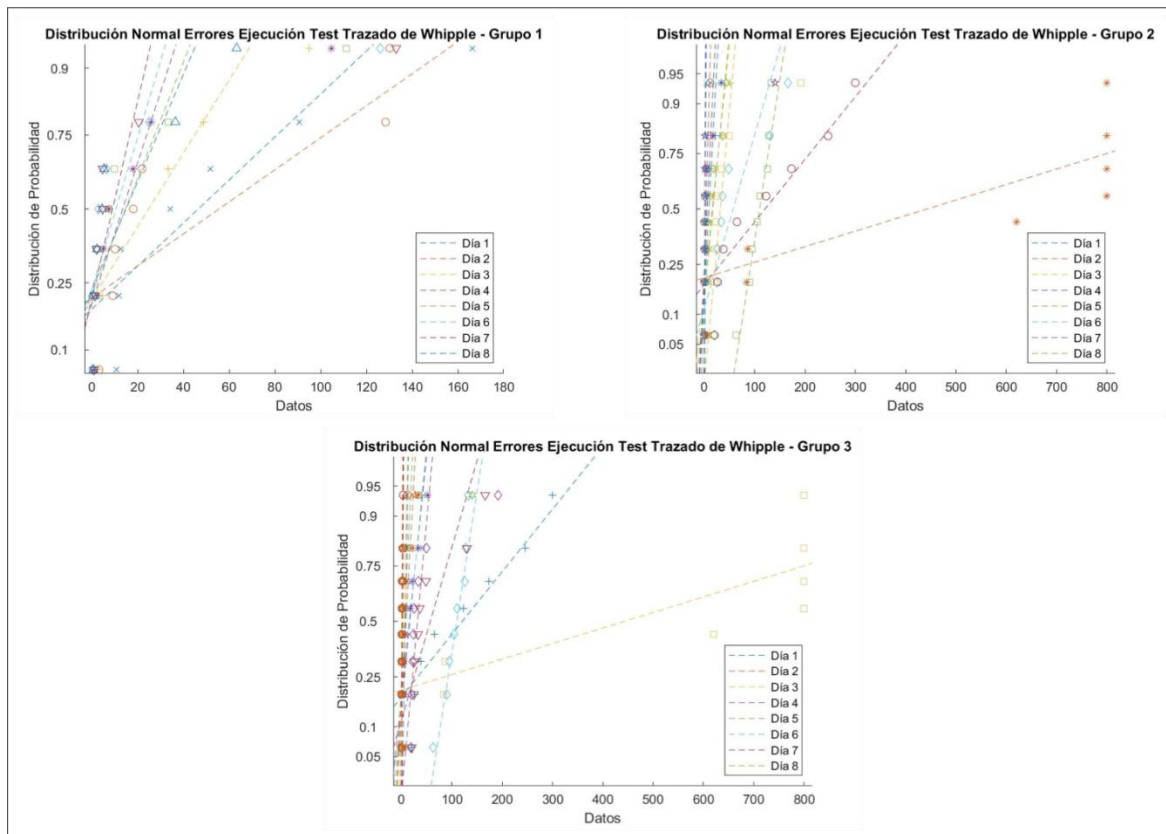 Distribución Normal Errores Ejecución Test Trazado de Whipple - Grupo 1
Distribución de Probabilidad
0.9
0.75
0.5
0.25
0.1
0 20 40 60 80 100 120 140 160 180
Datos
Día 1
Día 2
Día 3
Día 4
Día 5
Día 6
Día 7
Día 8
Distribución Normal Errores Ejecución Test Trazado de Whipple - Grupo 2
Distribución de Probabilidad
0.95
0.9
0.75
0.5
0.25
0.1
0.05
0 100 200 300 400 500 600 700 800
Datos
Día 1
Día 2
Día 3
Día 4
Día 5
Día 6
Día 7
Día 8
Distribución Normal Errores Ejecución Test Trazado de Whipple - Grupo 3
Distribución de Probabilidad
0.95
0.9
0.75
0.5
0.25
0.1
0.05
0 100 200 300 400 500 600 700 800
Datos
Día 1
Día 2
Día 3
Día 4
Día 5
Día 6
Día 7
Día 8